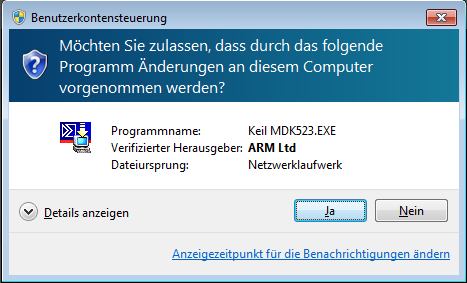 Benutzerkontensteuerung
Möchten Sie zulassen, dass durch das folgende
Programm Änderungen an diesem Computer
vorgenommen werden?
Programmname: Keil MDK523.EXE
Verifizierter Herausgeber: ARM Ltd
Dateiursprung: Netzwerklaufwerk
Details anzeigen
Ja Nein
Anzeigezeitpunkt für die Benachrichtigungen ändern